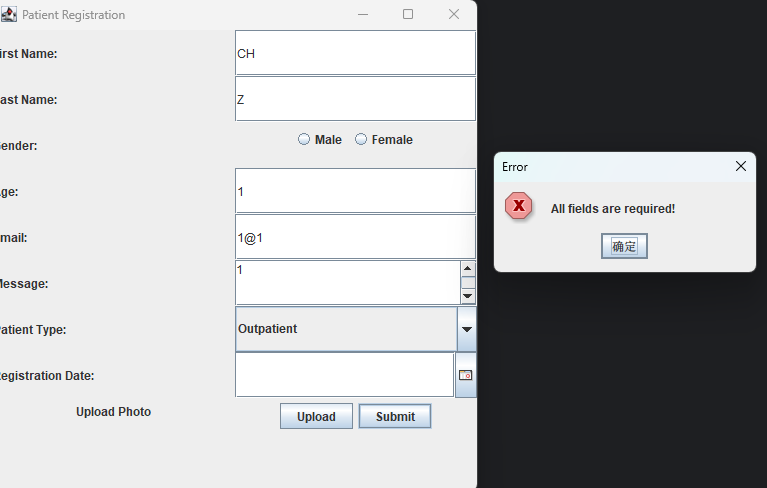 Patient Registration
irst Name:
CH
ast Name:
Z
ender:
Male
Female
ge:
1
mail:
1@1
Message:
1
atient Type:
Outpatient
egistration Date:
Upload Photo
Upload
Submit
Error
All fields are required!
确定